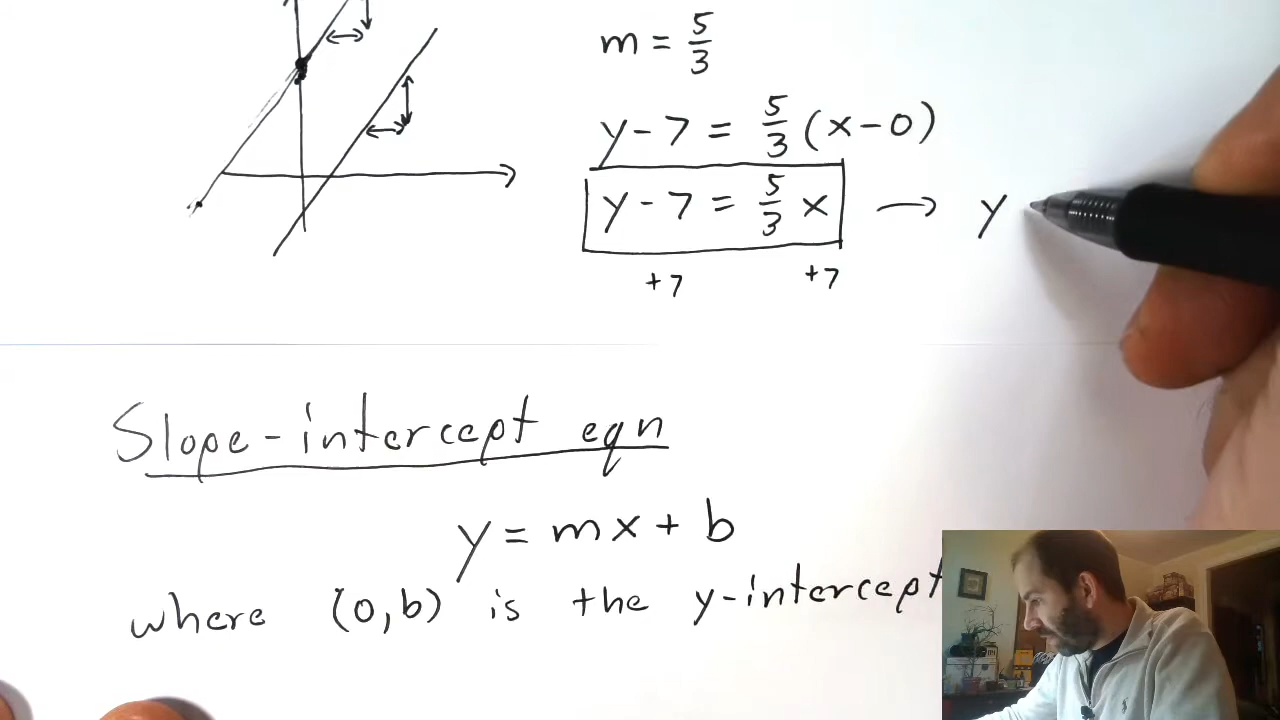 m = 5/3
y - 7 = 5/3 (x - 0)
y - 7 = 5/3 x → y
+7 +7
Slope-intercept eqn
y = mx + b
where (0,b) is the y-intercept